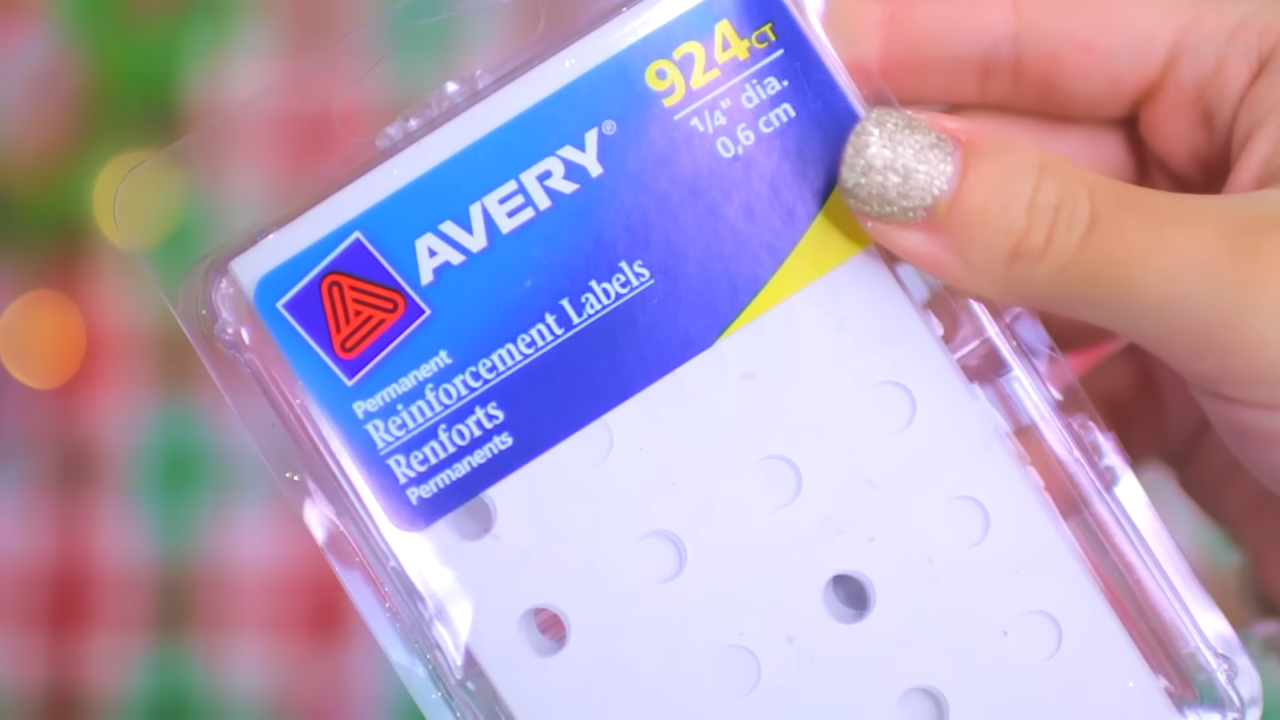 924CT
1/4" dia.
0,6 cm
AVERY®
Permanent
Reinforcement Labels
Renforts
Permanents